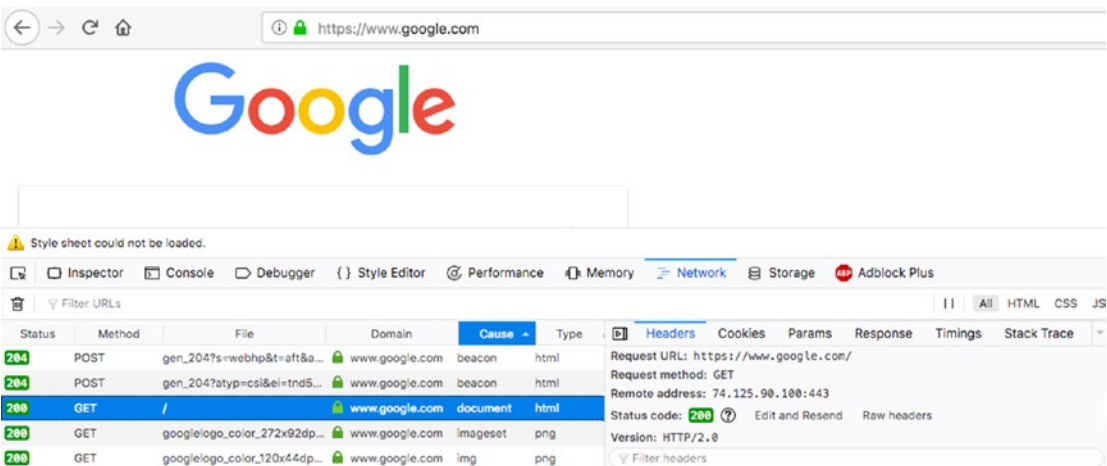 https://www.google.com
Google
Style sheet could not be loaded.
Inspector Console Debugger { } Style Editor Performance Memory Network Storage ABP Adblock Plus
Filter URLs || All HTML CSS JS
Status Method File Domain Cause Type Headers Cookies Params Response Timings Stack Trace
204 POST gen_204?s=webhp&t=aft&a... www.google.com beacon html
204 POST gen_204?atyp=csi&ei=tnd5... www.google.com beacon html
200 GET / www.google.com document html
200 GET googlelogo_color_272x92dp... www.google.com imageset png
200 GET googlelogo_color_120x44dp... www.google.com img png
Request URL: https://www.google.com/
Request method: GET
Remote address: 74.125.90.100:443
Status code: 200 ? Edit and Resend Raw headers
Version: HTTP/2.0
Filter headers